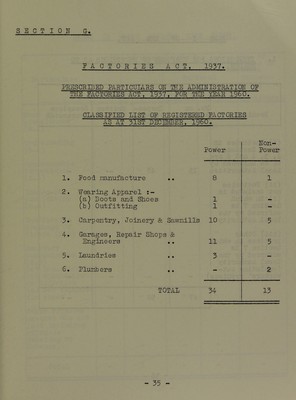 SECTION G.
FACTORIES ACT, 1937.
PRESCRIBED PARTICULARS ON THE ADMINISTRATION OF
THE FACTORIES ACT, 1937, FOR THE YEAR 1960.
CLASSIFIED LIST OF REGISTERED FACTORIES
AS AT 31ST DECEMBER, 1960.
Power Non-Power
1. Food manufacture .. 8 1
2. Wearing Apparel :-
(a) Boots and Shoes 1 -
(b) Outfitting 1 -
3. Carpentry, Joinery & Sawmills 10 5
4. Garages, Repair Shops &
Engineers .. 11 5
5. Laundries .. 3 -
6. Plumbers .. - 2
TOTAL 34 13
- 35 -